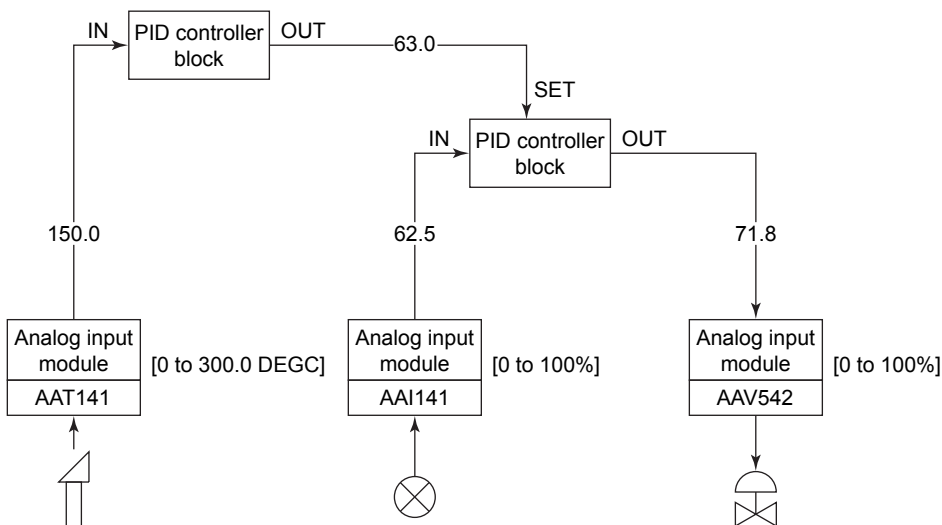 IN
PID controller
block
OUT
63.0
SET
IN
PID controller
block
OUT
150.0
62.5
71.8
Analog input
module
AAT141
[0 to 300.0 DEGC]
Analog input
module
AAI141
[0 to 100%]
Analog input
module
AAV542
[0 to 100%]